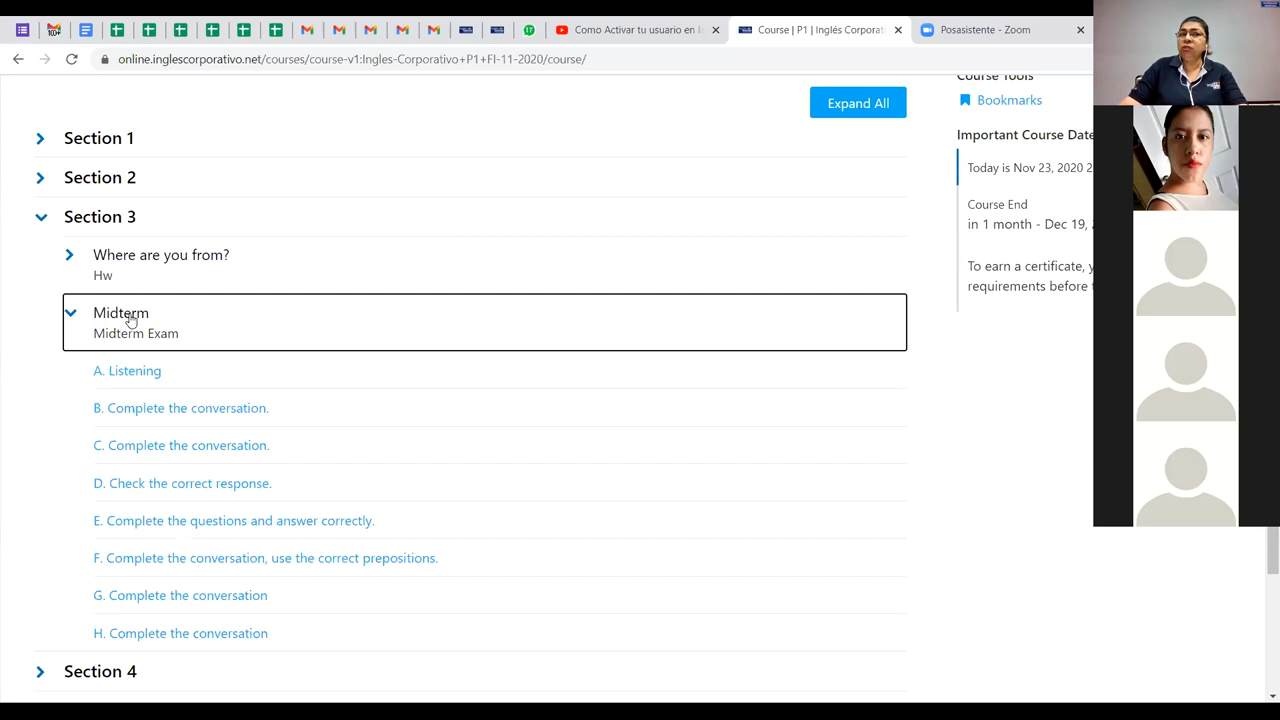 Como Activar tu usuario en l
Course | P1 | Inglés Corporati
Posasistente - Zoom
online.inglescorporativo.net/courses/course-v1:Ingles-Corporativo+P1+FI-11-2020/course/
Course Tools
Expand All
Bookmarks
Section 1
Important Course Date
Today is Nov 23, 2020 2
Section 2
Course End
Section 3
in 1 month - Dec 19, 2
Where are you from?
Hw
To earn a certificate, y
requirements before t
Midterm
Midterm Exam
A. Listening
B. Complete the conversation.
C. Complete the conversation.
D. Check the correct response.
E. Complete the questions and answer correctly.
F. Complete the conversation, use the correct prepositions.
G. Complete the conversation
H. Complete the conversation
Section 4